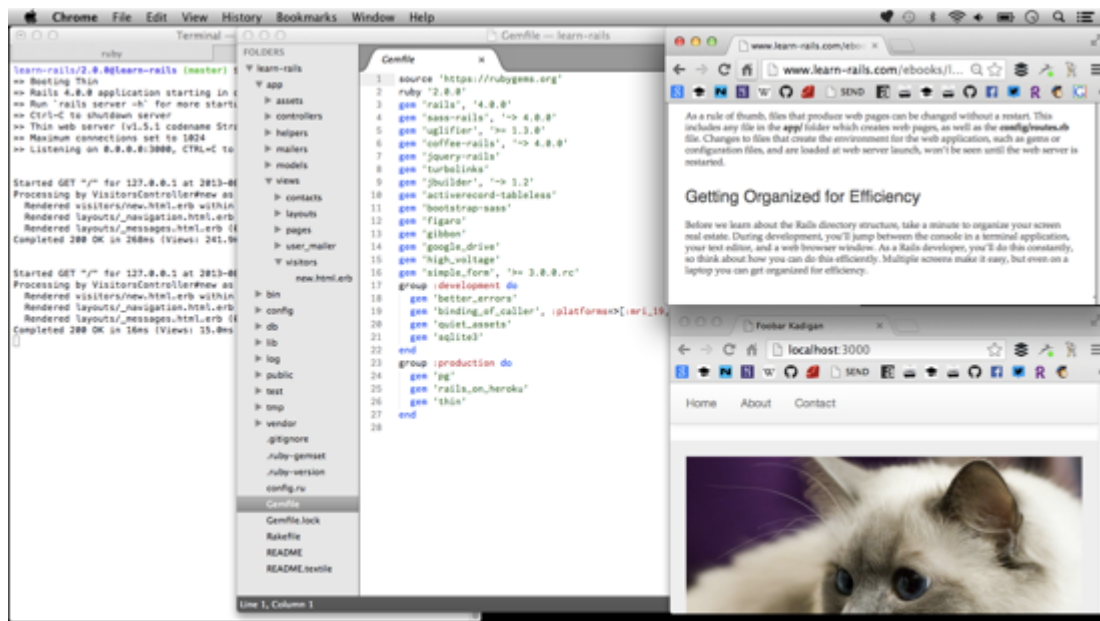 Chrome File Edit View History Bookmarks Window Help
Terminal —
ruby
learn-rails/2.0.0@learn-rails (master) $
=> Booting Thin
=> Rails 4.0.0 application starting in
=> Run `rails server -h` for more startu
=> Ctrl-C to shutdown server
>> Thin web server (v1.5.1 codename Stra
>> Maximum connections set to 1024
>> Listening on 0.0.0.0:3000, CTRL+C to
Started GET "/" for 127.0.0.1 at 2013-0
Processing by VisitorsController#new as
Rendered visitors/new.html.erb within
Rendered layouts/_navigation.html.erb
Rendered layouts/_messages.html.erb
Completed 200 OK in 268ms (Views: 241.9m
Started GET "/" for 127.0.0.1 at 2013-0
Processing by VisitorsController#new as
Rendered visitors/new.html.erb within
Rendered layouts/_navigation.html.erb
Rendered layouts/_messages.html.erb
Completed 200 OK in 16ms (Views: 15.0ms
Gemfile — learn-rails
FOLDERS
learn-rails
app
assets
controllers
helpers
mailers
models
views
contacts
layouts
pages
user_mailer
visitors
new.html.erb
bin
config
db
lib
log
public
test
tmp
vendor
.gitignore
.ruby-gemset
.ruby-version
config.ru
Gemfile
Gemfile.lock
Rakefile
README
README.textile
Line 1, Column 1
Gemfile
1 source 'https://rubygems.org'
2 ruby '2.0.0'
3 gem 'rails', '4.0.0'
4 gem 'sass-rails', '~> 4.0.0'
5 gem 'uglifier', '>= 1.3.0'
6 gem 'coffee-rails', '~> 4.0.0'
7 gem 'jquery-rails'
8 gem 'turbolinks'
9 gem 'jbuilder', '~> 1.2'
10 gem 'activerecord-tableless'
11 gem 'bootstrap-sass'
12 gem 'figaro'
13 gem 'gibbon'
14 gem 'google_drive'
15 gem 'high_voltage'
16 gem 'simple_form', '>= 3.0.0.rc'
17 group :development do
18 gem 'better_errors'
19 gem 'binding_of_caller', :platforms=>[:mri_19,
20 gem 'quiet_assets'
21 gem 'sqlite3'
22 end
23 group :production do
24 gem 'pg'
25 gem 'rails_on_heroku'
26 gem 'thin'
27 end
28
www.learn-rails.com/ebo
www.learn-rails.com/ebooks/l...
SEND
As a rule of thumb, files that produce web pages can be changed without a restart. This
includes any file in the app/ folder which creates web pages, as well as the config/routes.rb
file. Changes to files that create the environment for the web application, such as gems or
configuration files, and are loaded at web server launch, won't be seen until the web server is
restarted.
Getting Organized for Efficiency
Before we learn about the Rails directory structure, take a minute to organize your screen
real estate. During development, you'll jump between the console in a terminal application,
your text editor, and a web browser window. As a Rails developer, you'll do this constantly,
so think about how you can do this efficiently. Multiple screens make it easy, but even on a
laptop you can get organized for efficiency.
Foobar Kadigan
localhost:3000
SEND
Home About Contact